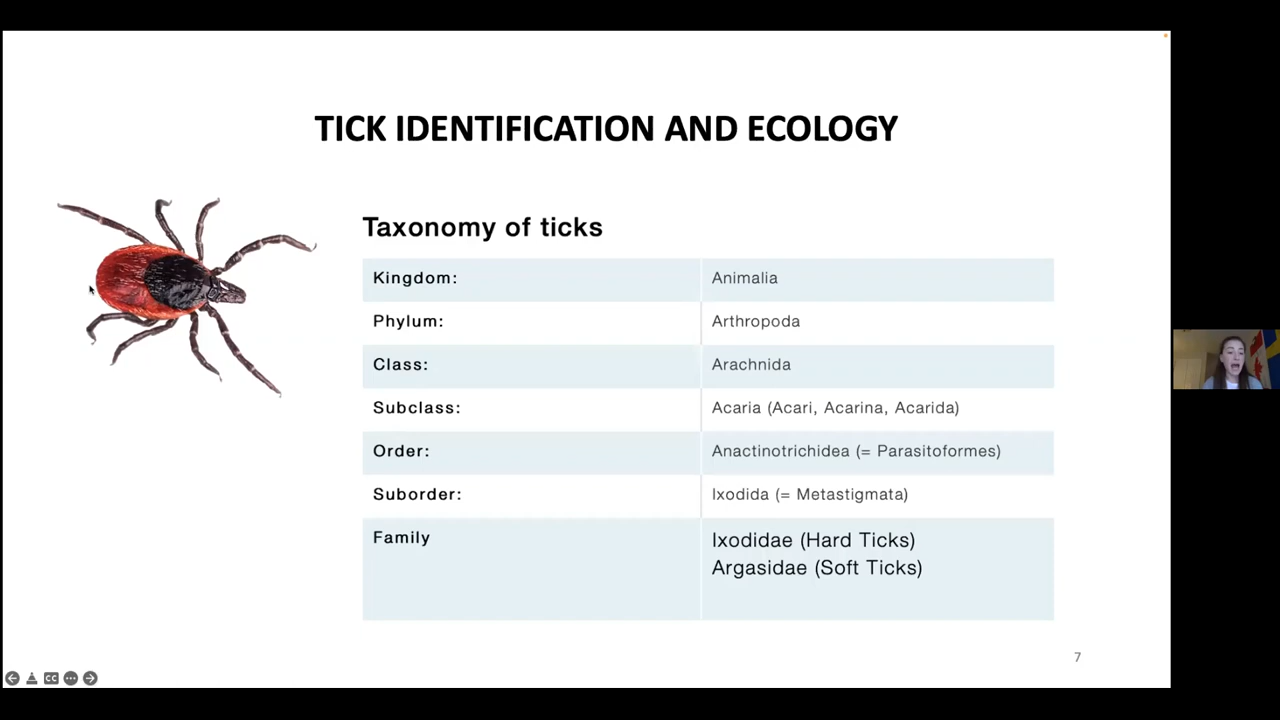 TICK IDENTIFICATION AND ECOLOGY
Taxonomy of ticks
Kingdom: Animalia
Phylum: Arthropoda
Class: Arachnida
Subclass: Acaria (Acari, Acarina, Acarida)
Order: Anactinotrichidea (= Parasitoformes)
Suborder: Ixodida (= Metastigmata)
Family Ixodidae (Hard Ticks)
Argasidae (Soft Ticks)
7
CC